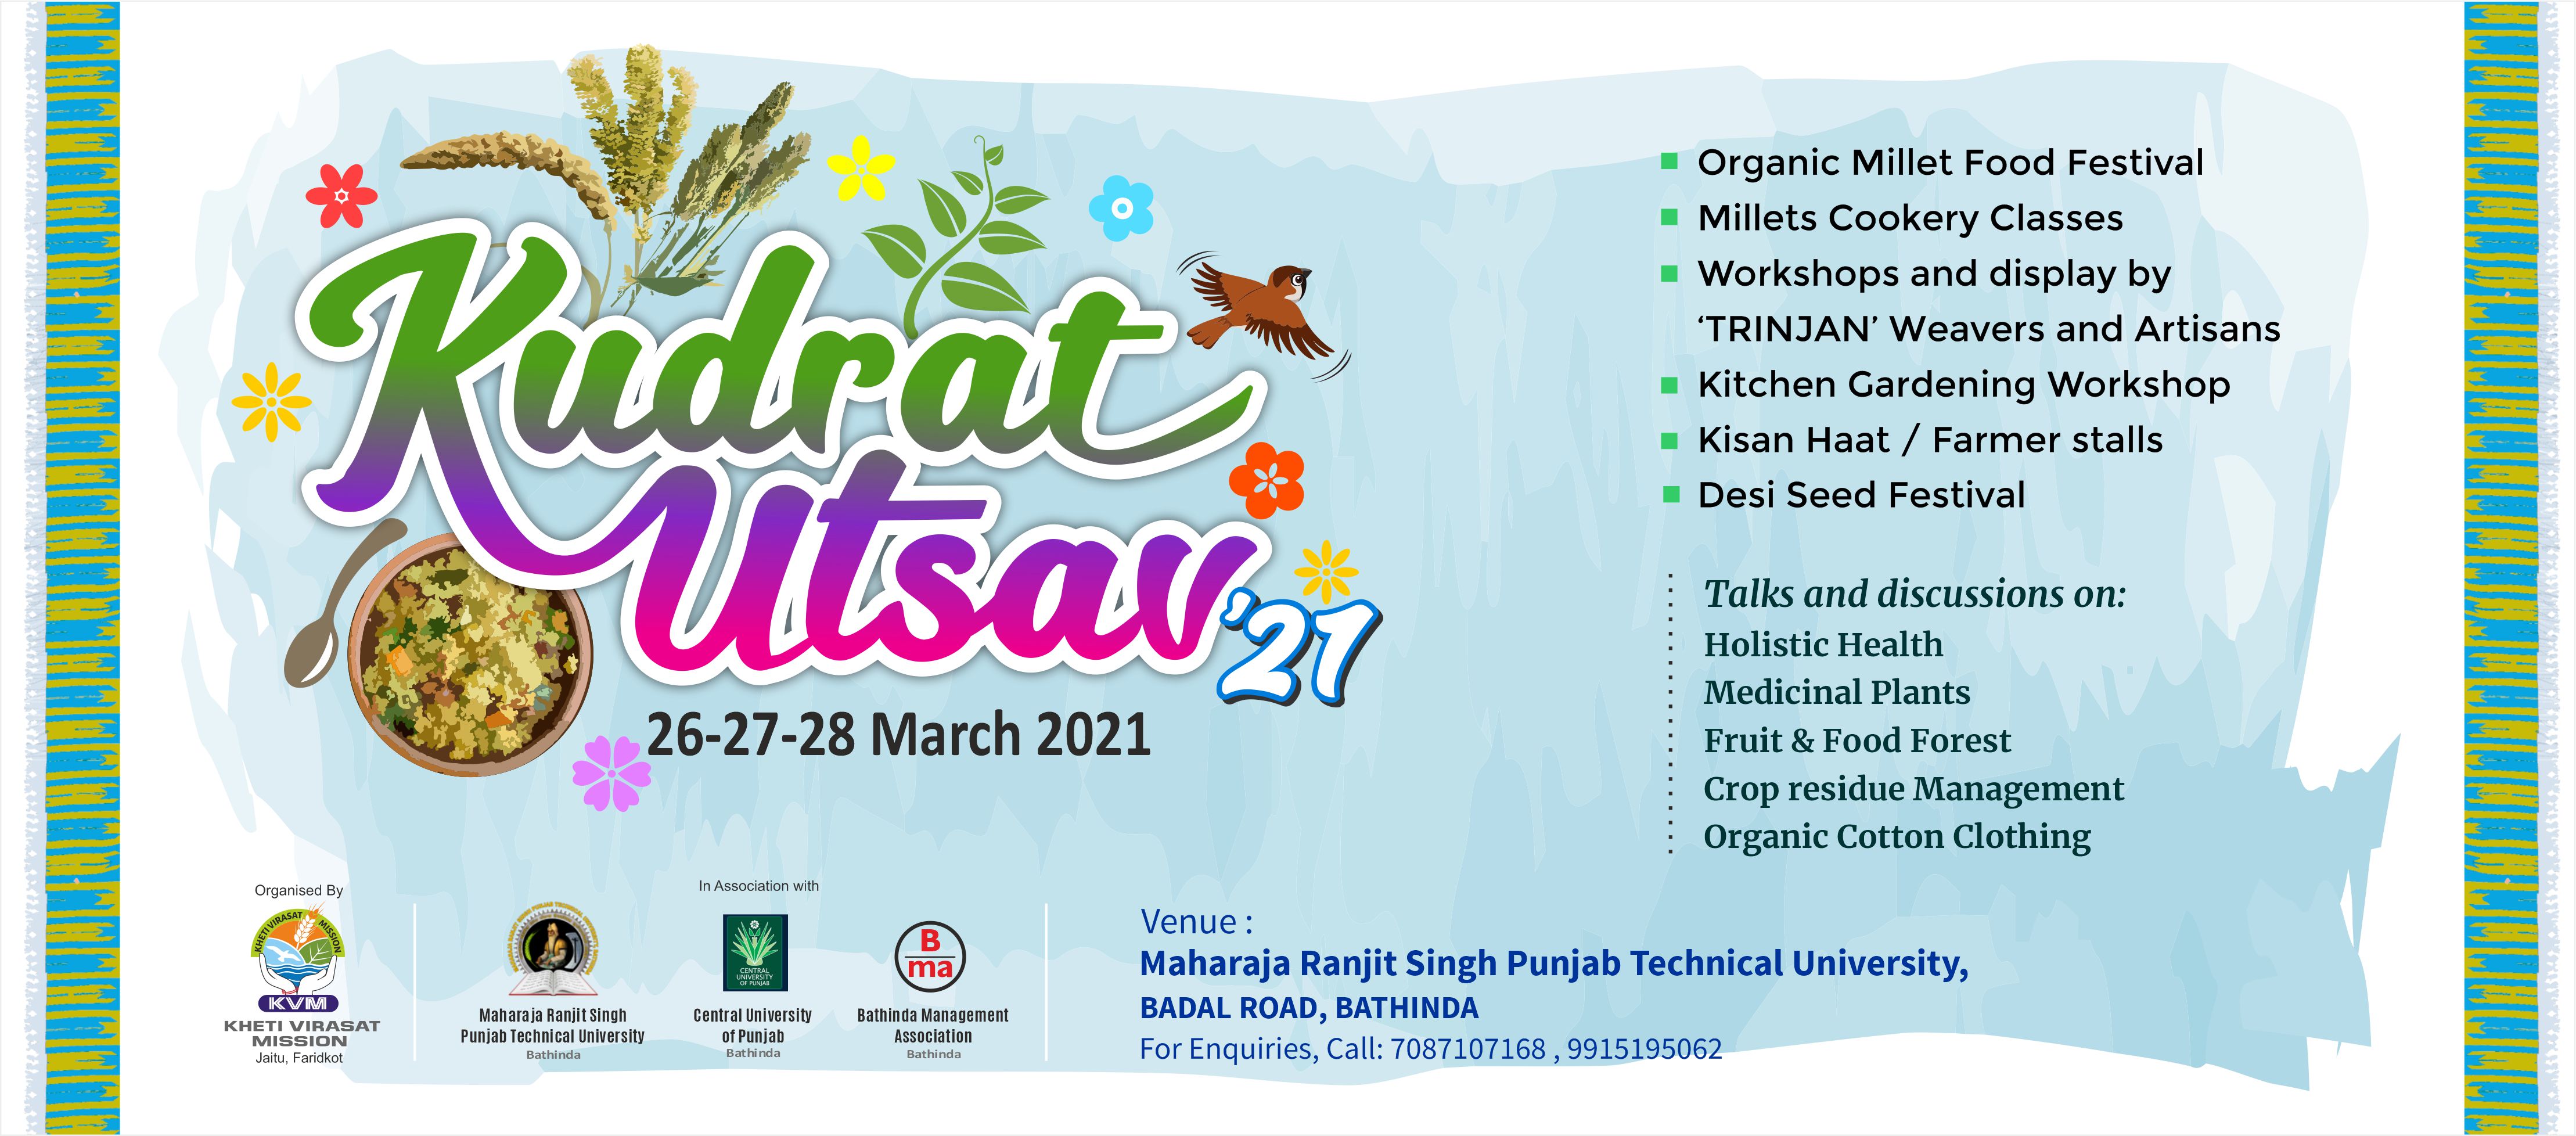 Kudrat
Utsav
'21
26-27-28 March 2021
Organic Millet Food Festival
Millets Cookery Classes
Workshops and display by
‘TRINJAN’ Weavers and Artisans
Kitchen Gardening Workshop
Kisan Haat / Farmer stalls
Desi Seed Festival
Talks and discussions on:
Holistic Health
Medicinal Plants
Fruit & Food Forest
Crop residue Management
Organic Cotton Clothing
Organised By
KHETI VIRASAT MISSION
KVM
KHETI VIRASAT
MISSION
Jaitu, Faridkot
In Association with
Maharaja Ranjit Singh
Punjab Technical University
Bathinda
CENTRAL
UNIVERSITY
OF PUNJAB
Central University
of Punjab
Bathinda
B
ma
Bathinda Management
Association
Bathinda
Venue :
Maharaja Ranjit Singh Punjab Technical University,
BADAL ROAD, BATHINDA
For Enquiries, Call: 7087107168 , 9915195062